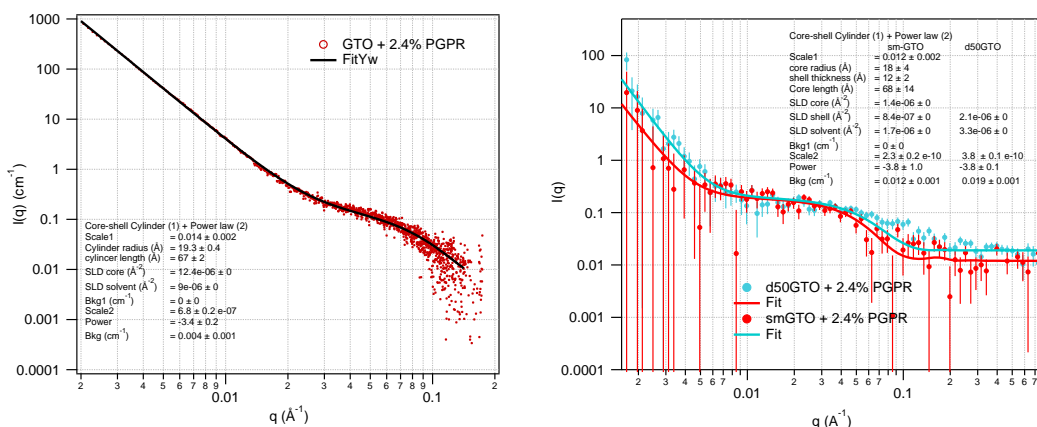 1000
100
10
1
0.1
0.01
0.001
0.0001
I(q) (cm⁻¹)
GTO + 2.4% PGPR
FitYw
Core-shell Cylinder (1) + Power law (2)
Scale1 = 0.014 ± 0.002
Cylinder radius (Å) = 19.3 ± 0.4
cylincer length (Å) = 67 ± 2
SLD core (Å⁻²) = 12.4e-06 ± 0
SLD solvent (Å⁻²) = 9e-06 ± 0
Bkg1 (cm⁻¹) = 0 ± 0
Scale2 = 6.8 ± 0.2 e-07
Power = -3.4 ± 0.2
Bkg (cm⁻¹) = 0.004 ± 0.001
2 3 4 5 6 7 8 9 0.01 2 3 4 5 6 7 8 9 0.1 2
q (Å⁻¹)
100
10
1
0.1
0.01
0.001
0.0001
I(q)
Core-shell Cylinder (1) + Power law (2)
sm-GTO d50GTO
Scale1 = 0.012 ± 0.002
core radius (Å) = 18 ± 4
shell thickness (Å) = 12 ± 2
Core length (Å) = 68 ± 14
SLD core (Å⁻²) = 1.4e-06 ± 0
SLD shell (Å⁻²) = 8.4e-07 ± 0 2.1e-06 ± 0
SLD solvent (Å⁻²) = 1.7e-06 ± 0 3.3e-06 ± 0
Bkg1 (cm⁻¹) = 0 ± 0
Scale2 = 2.3 ± 0.2 e-10 3.8 ± 0.1 e-10
Power = -3.8 ± 1.0 -3.8 ± 0.1
Bkg (cm⁻¹) = 0.012 ± 0.001 0.019 ± 0.001
d50GTO + 2.4% PGPR
Fit
smGTO + 2.4% PGPR
Fit
2 3 4 5 6 7 0.01 2 3 4 5 6 7 0.1 2 3 4 5 6 7
q (A⁻¹)